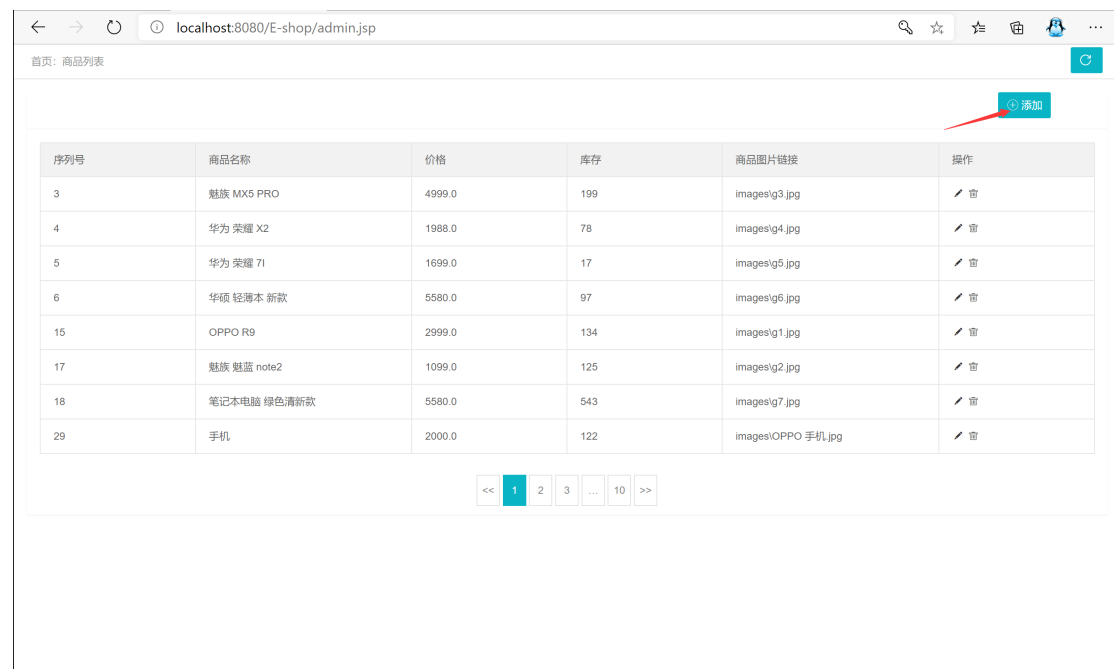 localhost:8080/E-shop/admin.jsp
首页：商品列表
添加
序列号 商品名称 价格 库存 商品图片链接 操作
3 魅族 MX5 PRO 4999.0 199 images\g3.jpg
4 华为 荣耀 X2 1988.0 78 images\g4.jpg
5 华为 荣耀 7I 1699.0 17 images\g5.jpg
6 华硕 轻薄本 新款 5580.0 97 images\g6.jpg
15 OPPO R9 2999.0 134 images\g1.jpg
17 魅族 魅蓝 note2 1099.0 125 images\g2.jpg
18 笔记本电脑 绿色清新款 5580.0 543 images\g7.jpg
29 手机 2000.0 122 images\OPPO 手机.jpg
<< 1 2 3 … 10 >>